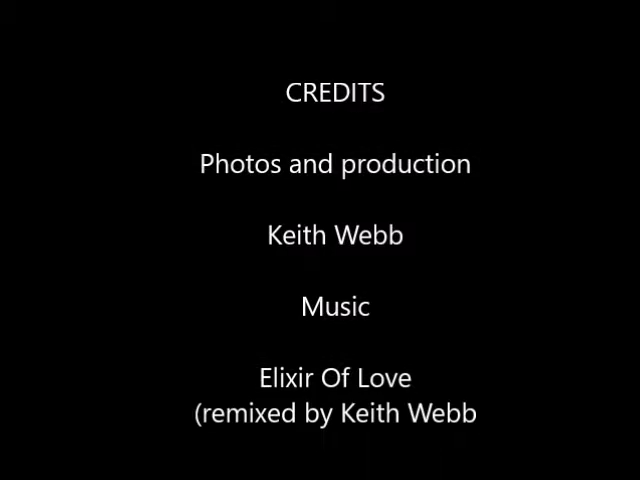 CREDITS
Photos and production
Keith Webb
Music
Elixir Of Love
(remixed by Keith Webb